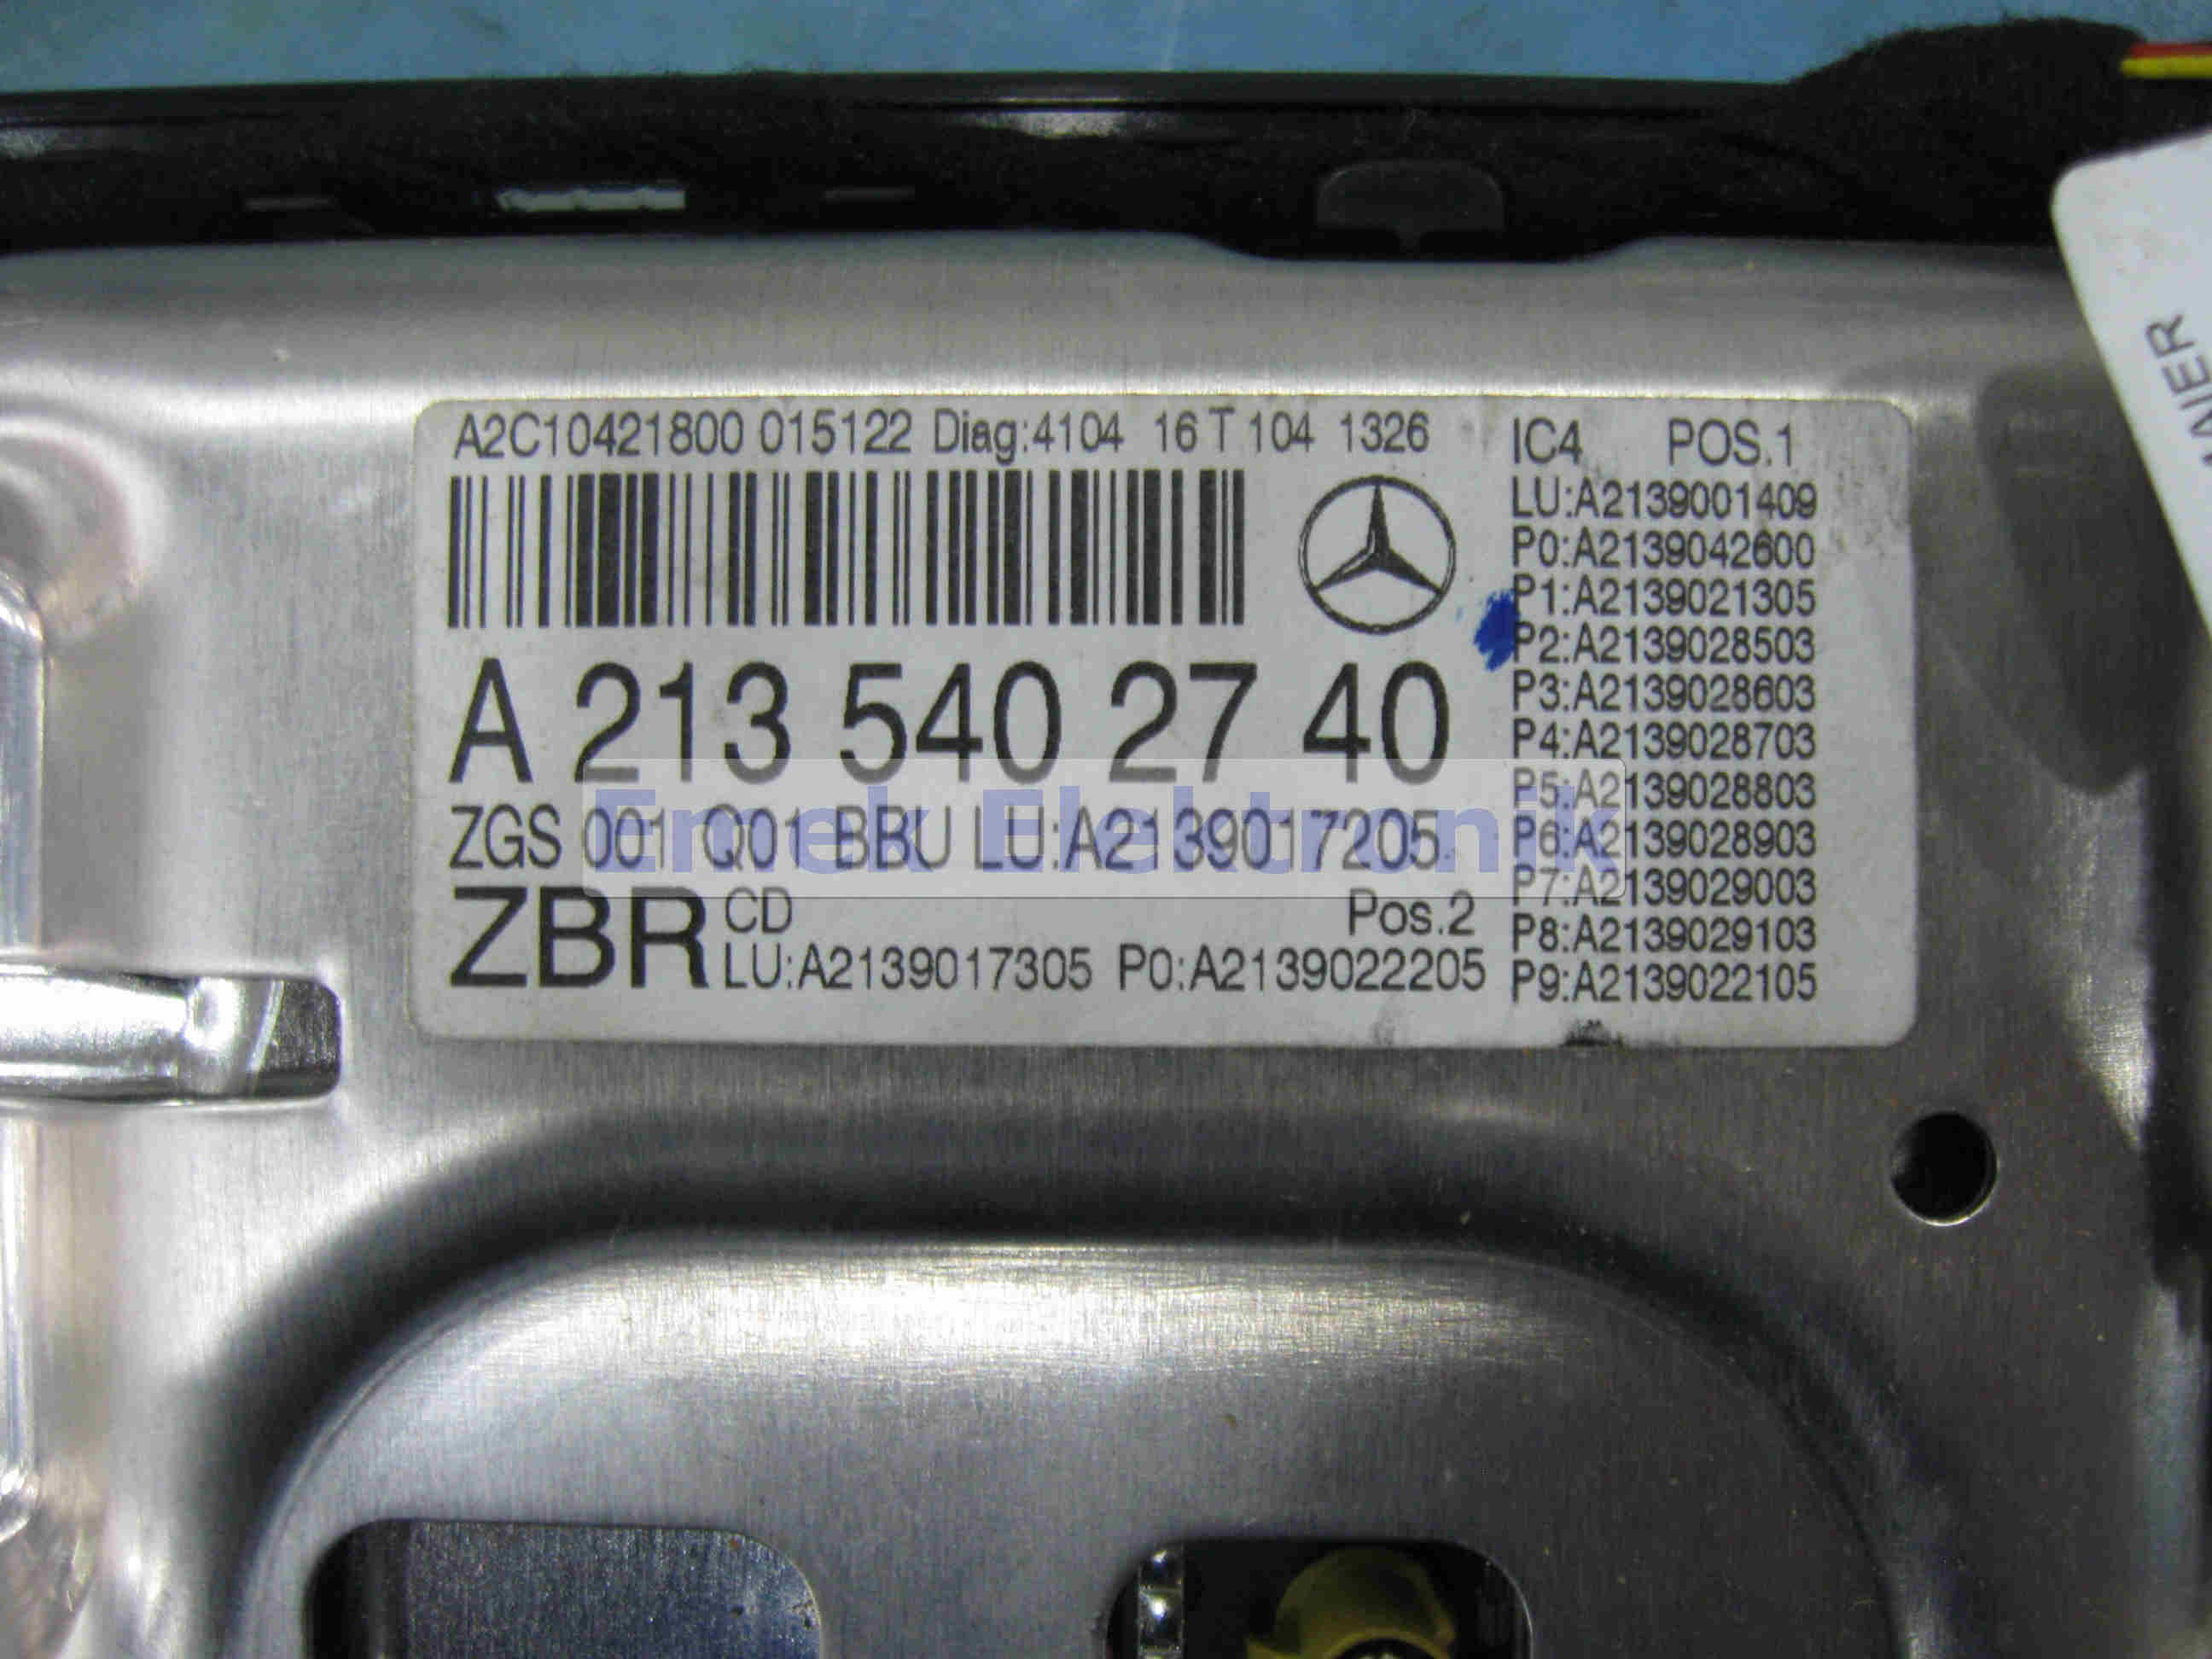 A2C10421800 015122 Diag:4104 16 T 104 1326
A 213 540 27 40
ZGS 001 Q01 BBU LU:A2139017205
ZBR CD Pos.2
LU:A2139017305 P0:A2139022205
IC4 POS.1
LU:A2139001409
P0:A2139042600
P1:A2139021305
P2:A2139028503
P3:A2139028603
P4:A2139028703
P5:A2139028803
P6:A2139028903
P7:A2139029003
P8:A2139029103
P9:A2139022105
Emek Elektronik